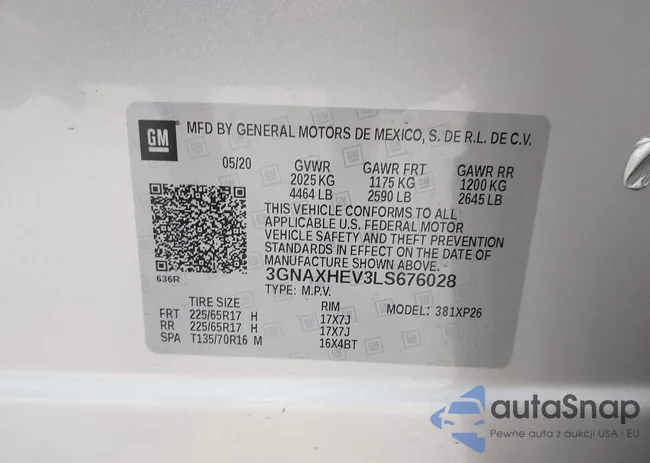 GM MFD BY GENERAL MOTORS DE MEXICO, S. DE R.L. DE C.V.
05/20 GVWR GAWR FRT GAWR RR
2025 KG 1175 KG 1200 KG
4464 LB 2590 LB 2645 LB
THIS VEHICLE CONFORMS TO ALL
APPLICABLE U.S. FEDERAL MOTOR
VEHICLE SAFETY AND THEFT PREVENTION
STANDARDS IN EFFECT ON THE DATE
OF MANUFACTURE SHOWN ABOVE.
636R
3GNAXHEV3LS676028
TYPE: M.P.V.
TIRE SIZE RIM MODEL: 381XP26
FRT 225/65R17 H 17X7J
RR 225/65R17 H 17X7J
SPA T135/70R16 M 16X4BT
autaSnap
Pewne auta z aukcji USA i EU